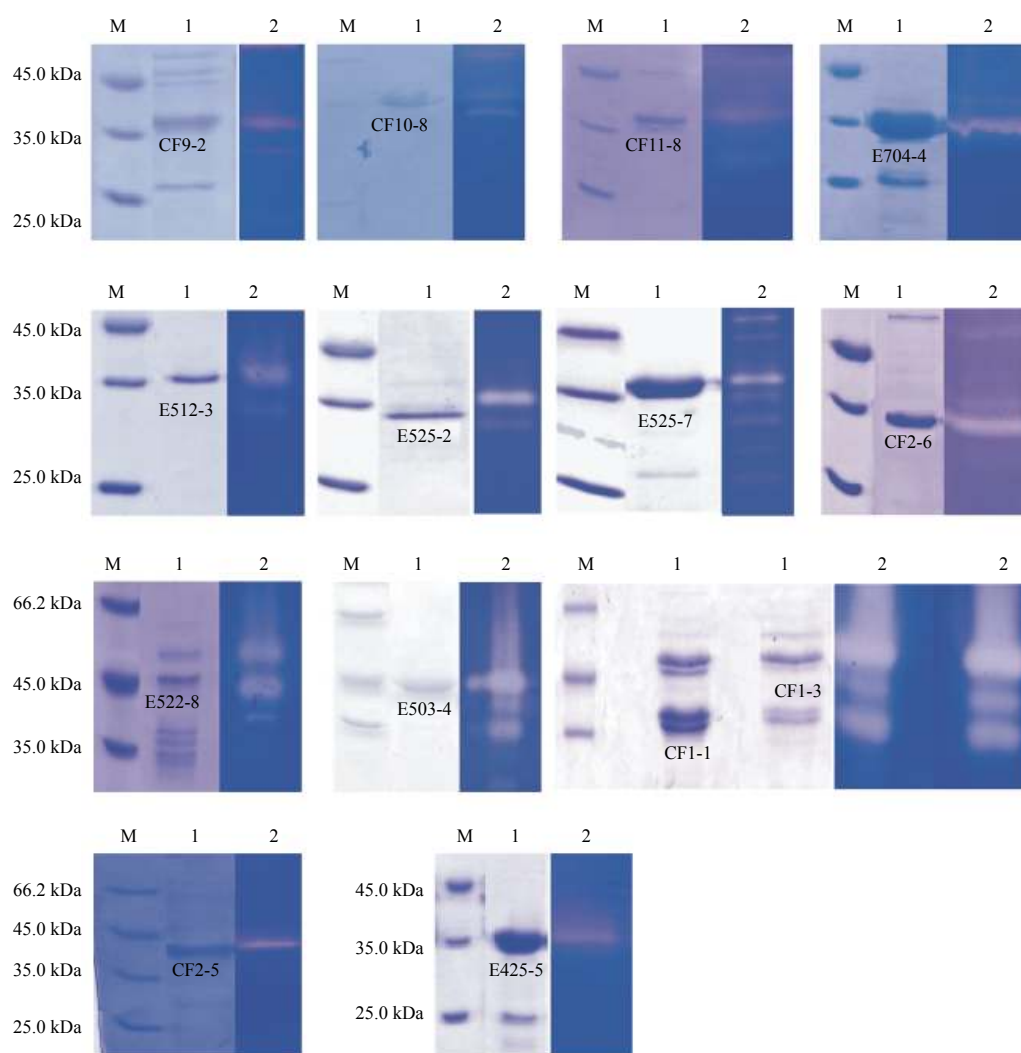 M 1 2 M 1 2 M 1 2 M 1 2
45.0 kDa
CF10-8
35.0 kDa
CF9-2 CF11-8 E704-4
25.0 kDa
M 1 2 M 1 2 M 1 2 M 1 2
45.0 kDa
35.0 kDa
E512-3 E525-2 E525-7 CF2-6
25.0 kDa
M 1 2 M 1 2 M 1 1 2 2
66.2 kDa
45.0 kDa
E522-8 E503-4 CF1-3
35.0 kDa
CF1-1
M 1 2 M 1 2
66.2 kDa 45.0 kDa
45.0 kDa
35.0 kDa
35.0 kDa CF2-5 E425-5
25.0 kDa 25.0 kDa